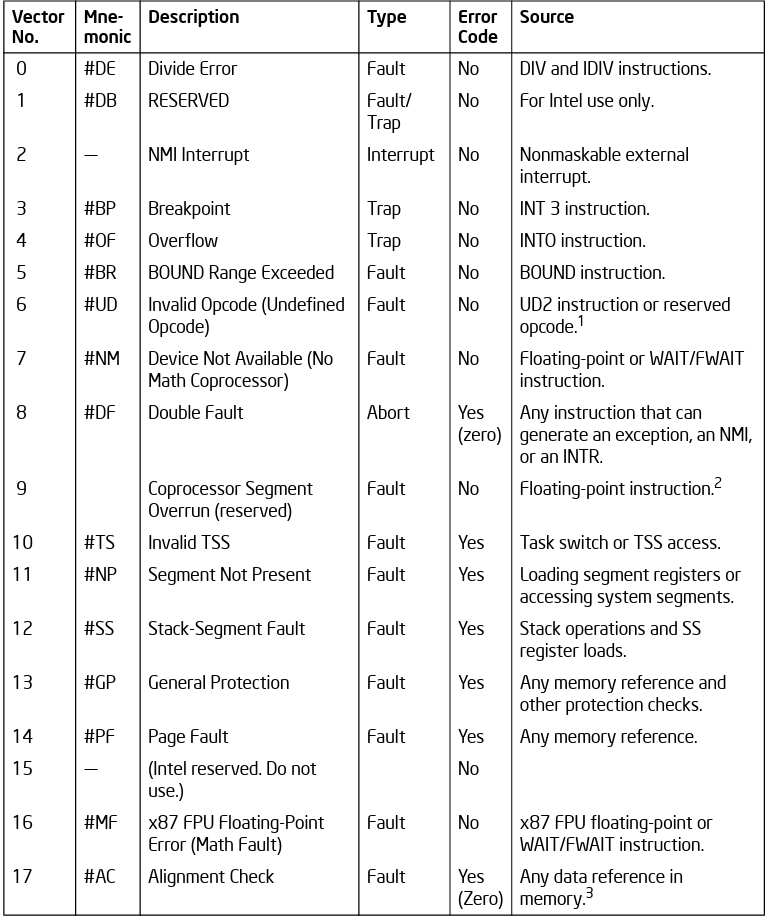 Vector No. Mne-monic Description Type Error Code Source
0 #DE Divide Error Fault No DIV and IDIV instructions.
1 #DB RESERVED Fault/ Trap No For Intel use only.
2 — NMI Interrupt Interrupt No Nonmaskable external interrupt.
3 #BP Breakpoint Trap No INT 3 instruction.
4 #OF Overflow Trap No INTO instruction.
5 #BR BOUND Range Exceeded Fault No BOUND instruction.
6 #UD Invalid Opcode (Undefined Opcode) Fault No UD2 instruction or reserved opcode.1
7 #NM Device Not Available (No Math Coprocessor) Fault No Floating-point or WAIT/FWAIT instruction.
8 #DF Double Fault Abort Yes (zero) Any instruction that can generate an exception, an NMI, or an INTR.
9 Coprocessor Segment Overrun (reserved) Fault No Floating-point instruction.2
10 #TS Invalid TSS Fault Yes Task switch or TSS access.
11 #NP Segment Not Present Fault Yes Loading segment registers or accessing system segments.
12 #SS Stack-Segment Fault Fault Yes Stack operations and SS register loads.
13 #GP General Protection Fault Yes Any memory reference and other protection checks.
14 #PF Page Fault Fault Yes Any memory reference.
15 — (Intel reserved. Do not use.) No
16 #MF x87 FPU Floating-Point Error (Math Fault) Fault No x87 FPU floating-point or WAIT/FWAIT instruction.
17 #AC Alignment Check Fault Yes (Zero) Any data reference in memory.3